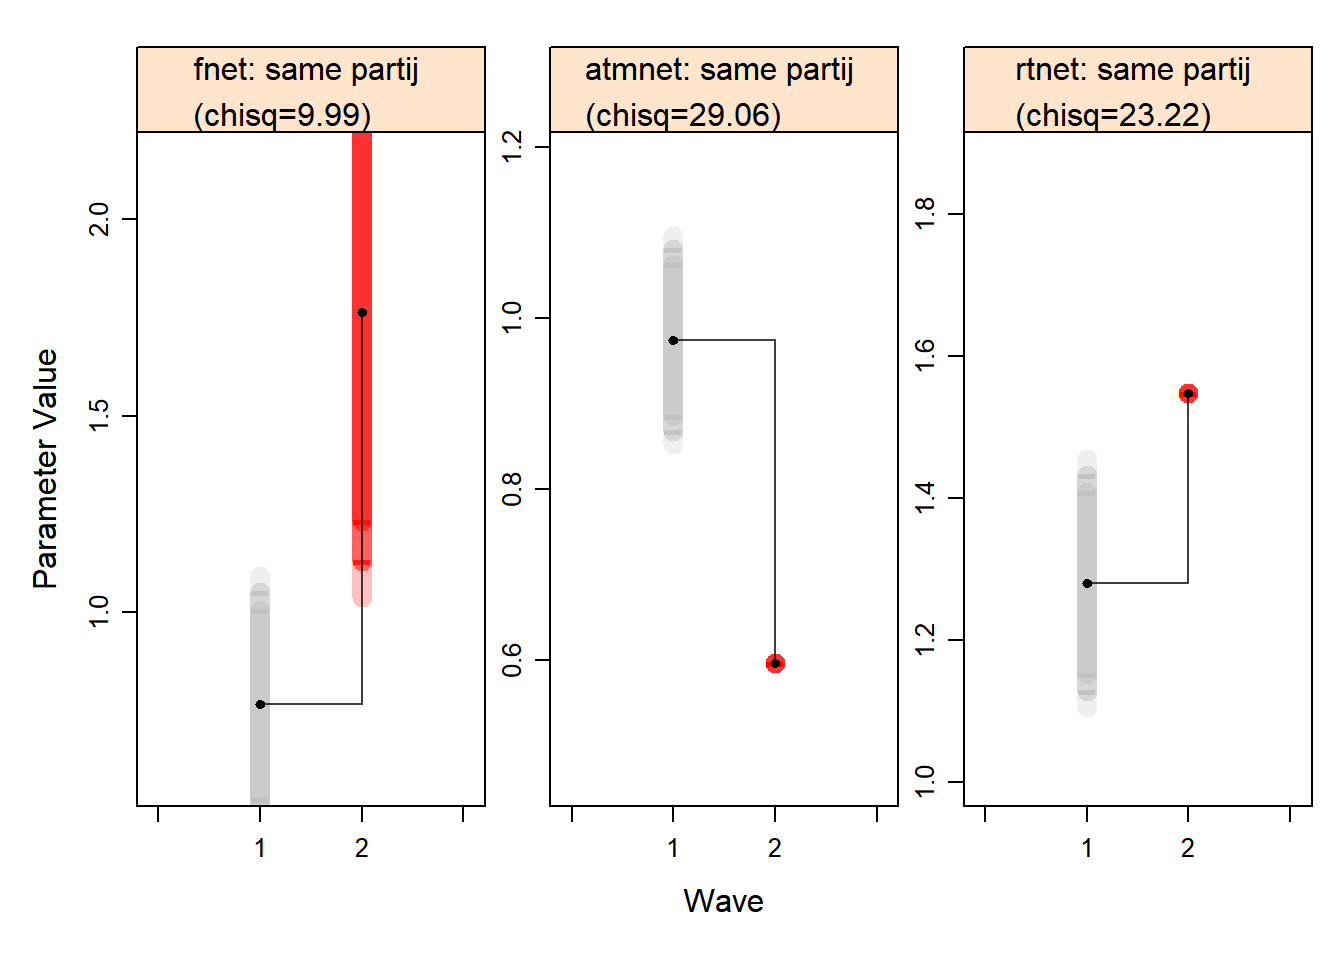 fnet: same partij
(chisq=9.99)
atmnet: same partij
(chisq=29.06)
rtnet: same partij
(chisq=23.22)
Parameter Value
2.0
1.5
1.0
1.2
1.0
0.8
0.6
1.8
1.6
1.4
1.2
1.0
1 2
1 2
1 2
Wave